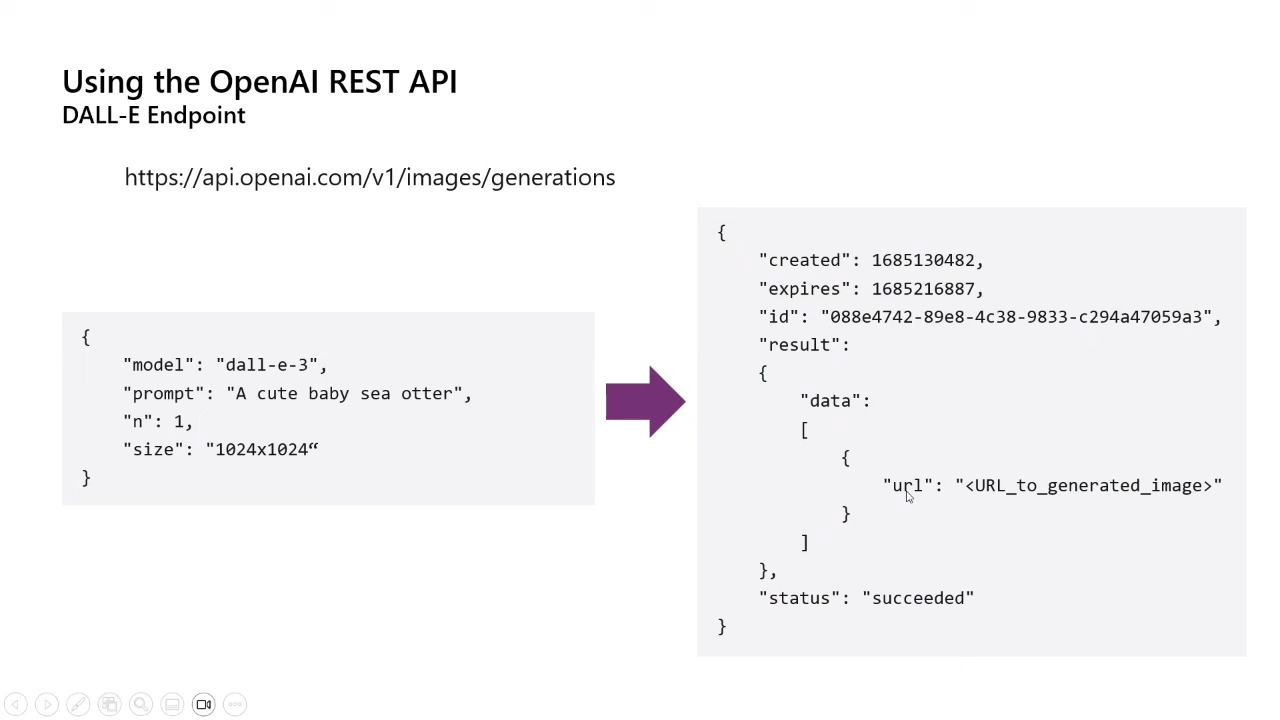 Using the OpenAI REST API
DALL-E Endpoint
https://api.openai.com/v1/images/generations
{
    "model": "dall-e-3",
    "prompt": "A cute baby sea otter",
    "n": 1,
    "size": "1024x1024“
}
{
    "created": 1685130482,
    "expires": 1685216887,
    "id": "088e4742-89e8-4c38-9833-c294a47059a3",
    "result":
    {
        "data":
        [
            {
                "url": "<URL_to_generated_image>"
            }
        ]
    },
    "status": "succeeded"
}